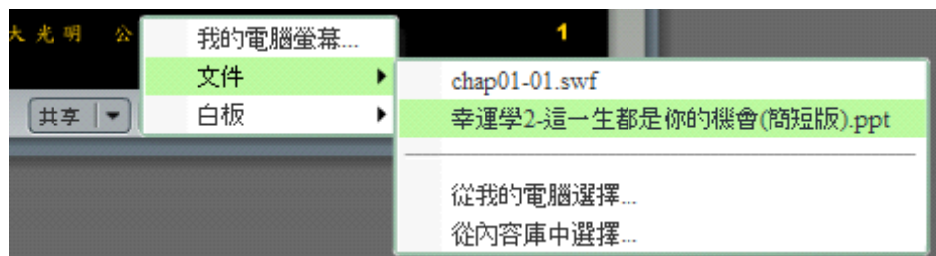 大光明 公
1
我的電腦螢幕...
文件
白板
共享
chap01-01.swf
幸運學2-這一生都是你的機會(簡短版).ppt
從我的電腦選擇...
從內容庫中選擇...